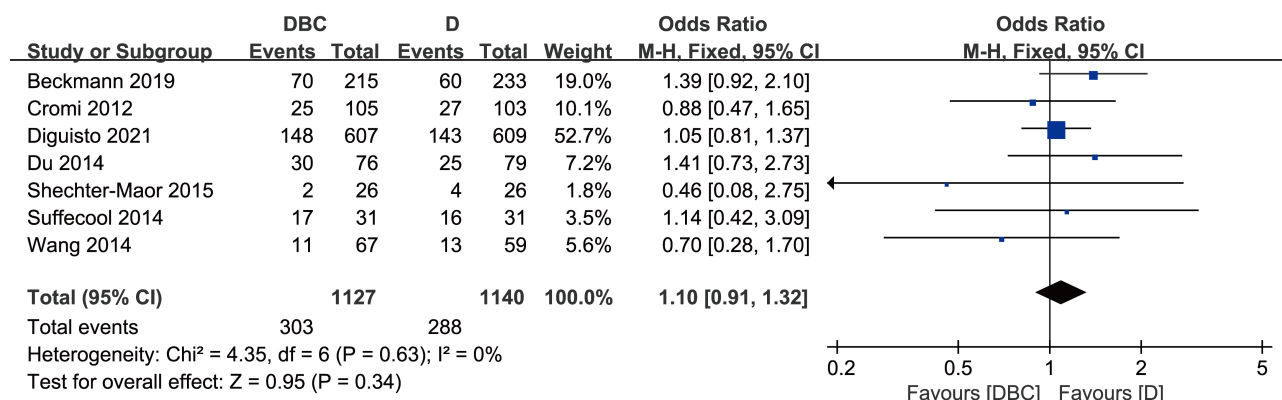 DBC D Odds Ratio Odds Ratio
Study or Subgroup Events Total Events Total Weight M-H, Fixed, 95% CI M-H, Fixed, 95% CI
Beckmann 2019 70 215 60 233 19.0% 1.39 [0.92, 2.10]
Cromi 2012 25 105 27 103 10.1% 0.88 [0.47, 1.65]
Diguisto 2021 148 607 143 609 52.7% 1.05 [0.81, 1.37]
Du 2014 30 76 25 79 7.2% 1.41 [0.73, 2.73]
Shechter-Maor 2015 2 26 4 26 1.8% 0.46 [0.08, 2.75]
Suffecool 2014 17 31 16 31 3.5% 1.14 [0.42, 3.09]
Wang 2014 11 67 13 59 5.6% 0.70 [0.28, 1.70]
Total (95% CI) 1127 1140 100.0% 1.10 [0.91, 1.32]
Total events 303 288
Heterogeneity: Chi² = 4.35, df = 6 (P = 0.63); I² = 0%
Test for overall effect: Z = 0.95 (P = 0.34)
0.2 0.5 1 2 5
Favours [DBC] Favours [D]